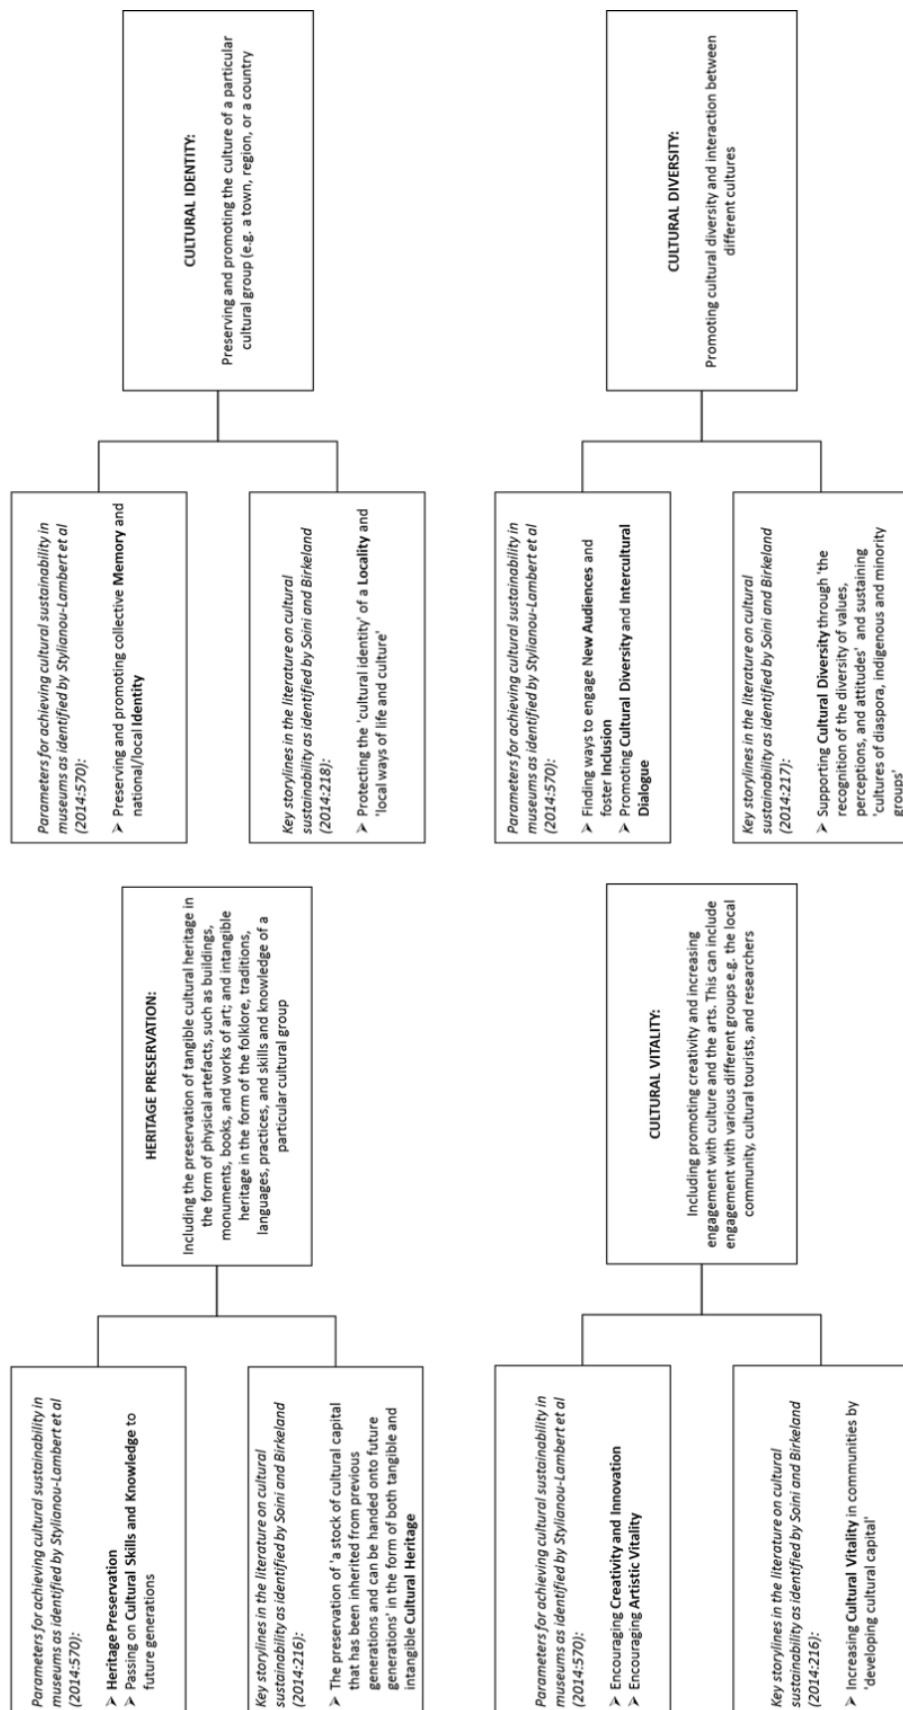 Parameters for achieving cultural sustainability in
museums as identified by Stylianou-Lambert et al
(2014:570):
➢ Heritage Preservation
➢ Passing on Cultural Skills and Knowledge to
future generations
Key storylines in the literature on cultural
sustainability as identified by Soini and Birkeland
(2014:216):
➢ The preservation of 'a stock of cultural capital
that has been inherited from previous
generations and can be handed onto future
generations' in the form of both tangible and
intangible Cultural Heritage
HERITAGE PRESERVATION:
Including the preservation of tangible cultural heritage in
the form of physical artefacts, such as buildings,
monuments, books, and works of art; and intangible
heritage in the form of the folklore, traditions,
languages, practices, and skills and knowledge of a
particular cultural group
Parameters for achieving cultural sustainability in
museums as identified by Stylianou-Lambert et al
(2014:570):
➢ Preserving and promoting collective Memory and
national/local Identity
Key storylines in the literature on cultural
sustainability as identified by Soini and Birkeland
(2014:218):
➢ Protecting the 'cultural identity' of a Locality and
'local ways of life and culture'
CULTURAL IDENTITY:
Preserving and promoting the culture of a particular
cultural group (e.g. a town, region, or a country
Parameters for achieving cultural sustainability in
museums as identified by Stylianou-Lambert et al
(2014:570):
➢ Encouraging Creativity and Innovation
➢ Encouraging Artistic Vitality
Key storylines in the literature on cultural
sustainability as identified by Soini and Birkeland
(2014:216):
➢ Increasing Cultural Vitality in communities by
'developing cultural capital'
CULTURAL VITALITY:
Including promoting creativity and increasing
engagement with culture and the arts. This can include
engagement with various different groups e.g. the local
community, cultural tourists, and researchers
Parameters for achieving cultural sustainability in
museums as identified by Stylianou-Lambert et al
(2014:570):
➢ Finding ways to engage New Audiences and
foster Inclusion
➢ Promoting Cultural Diversity and Intercultural
Dialogue
Key storylines in the literature on cultural
sustainability as identified by Soini and Birkeland
(2014:217):
➢ Supporting Cultural Diversity through 'the
recognition of the diversity of values,
perceptions, and attitudes' and sustaining
'cultures of diaspora, indigenous and minority
groups'
CULTURAL DIVERSITY:
Promoting cultural diversity and interaction between
different cultures